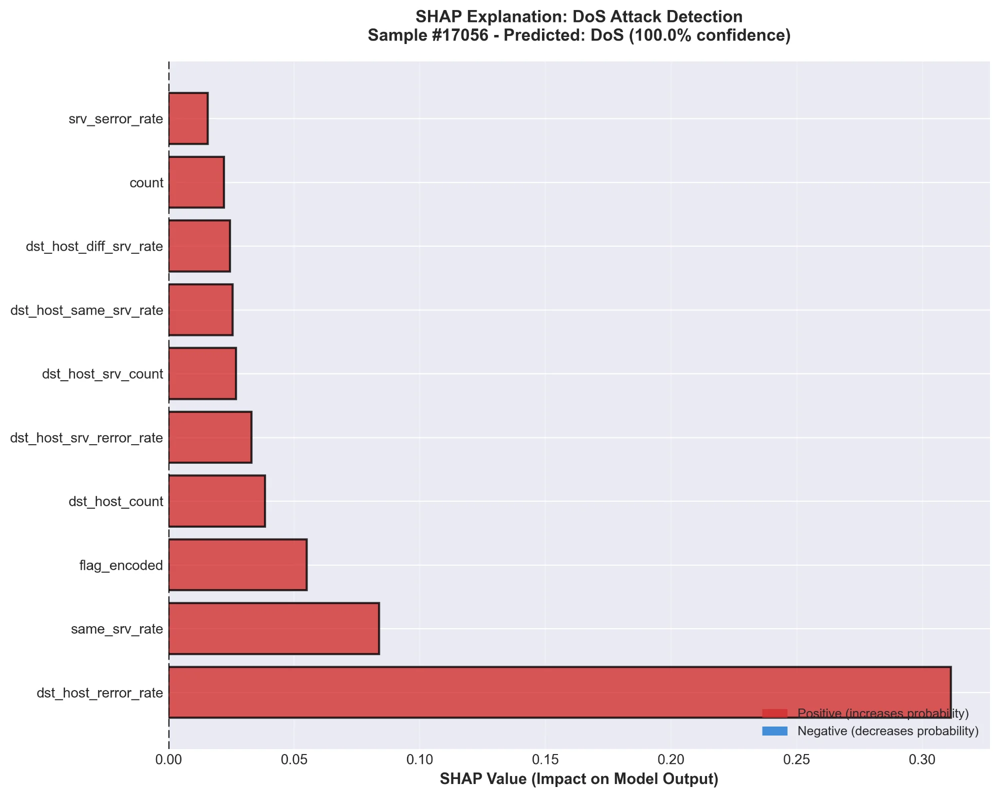 SHAP Explanation: DoS Attack Detection
Sample #17056 - Predicted: DoS (100.0% confidence)
srv_serror_rate
count
dst_host_diff_srv_rate
dst_host_same_srv_rate
dst_host_srv_count
dst_host_srv_rerror_rate
dst_host_count
flag_encoded
same_srv_rate
dst_host_rerror_rate
Positive (increases probability)
Negative (decreases probability)
0.00 0.05 0.10 0.15 0.20 0.25 0.30
SHAP Value (Impact on Model Output)